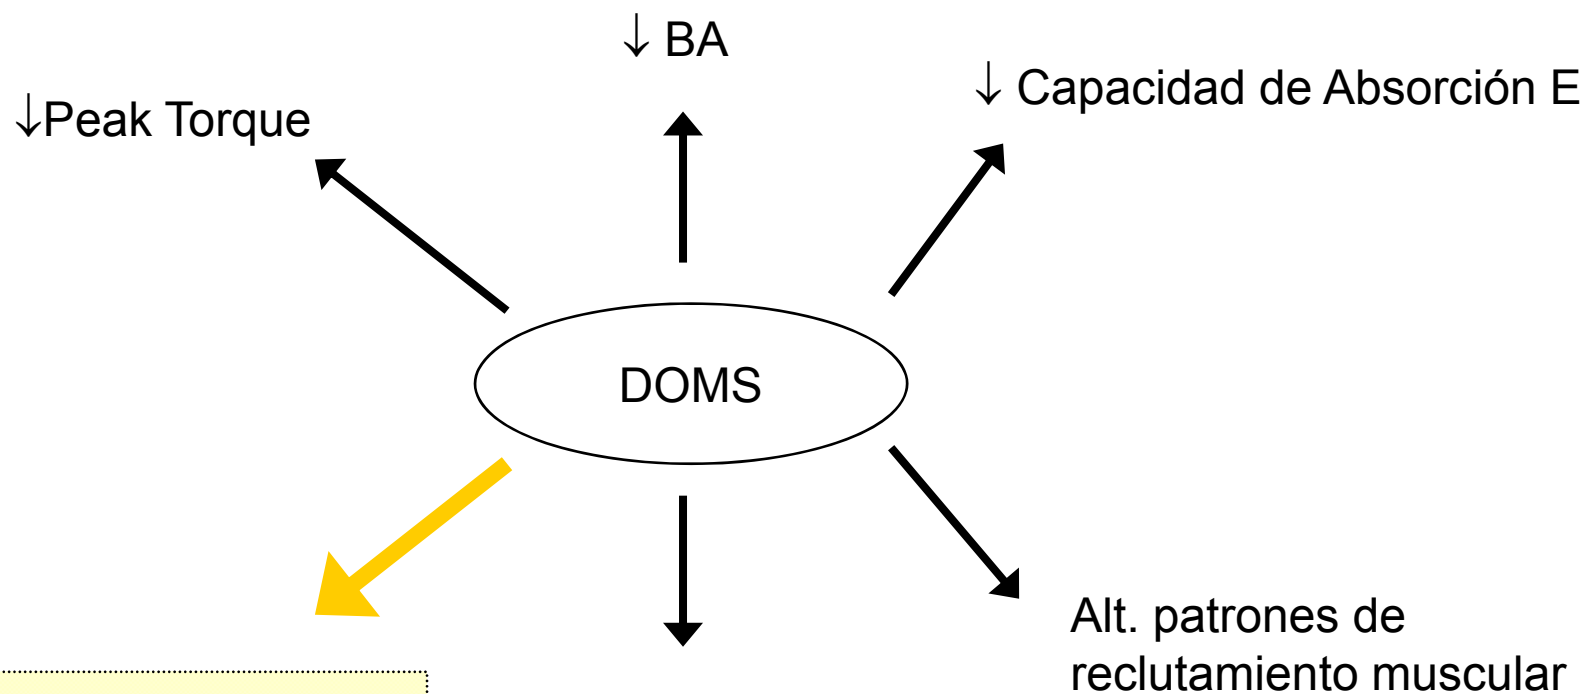 ↓ BA
↓ Capacidad de Absorción E
↓Peak Torque
DOMS
Alt. patrones de
reclutamiento muscular